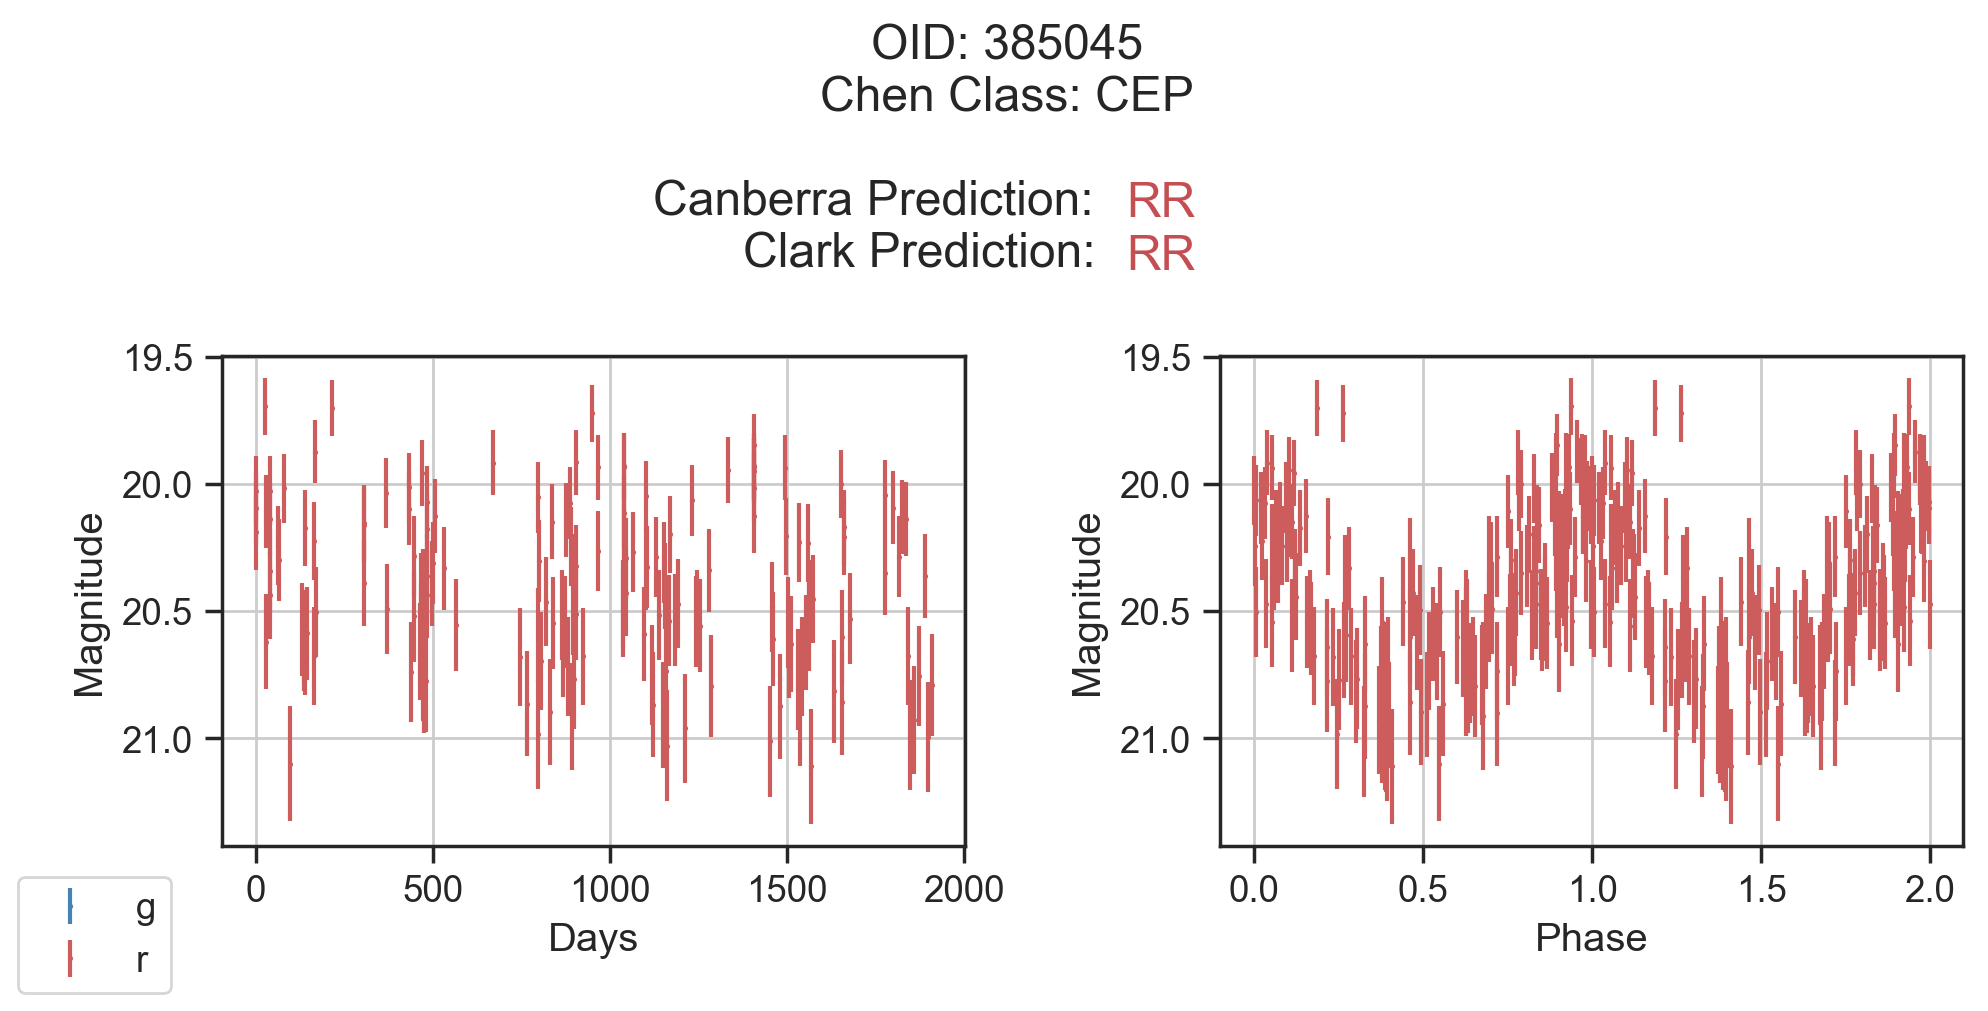 OID: 385045
Chen Class: CEP
Canberra Prediction: RR
Clark Prediction: RR
19.5
20.0
20.5
21.0
Magnitude
0 500 1000 1500 2000
Days
19.5
20.0
20.5
21.0
Magnitude
0.0 0.5 1.0 1.5 2.0
Phase
g
r